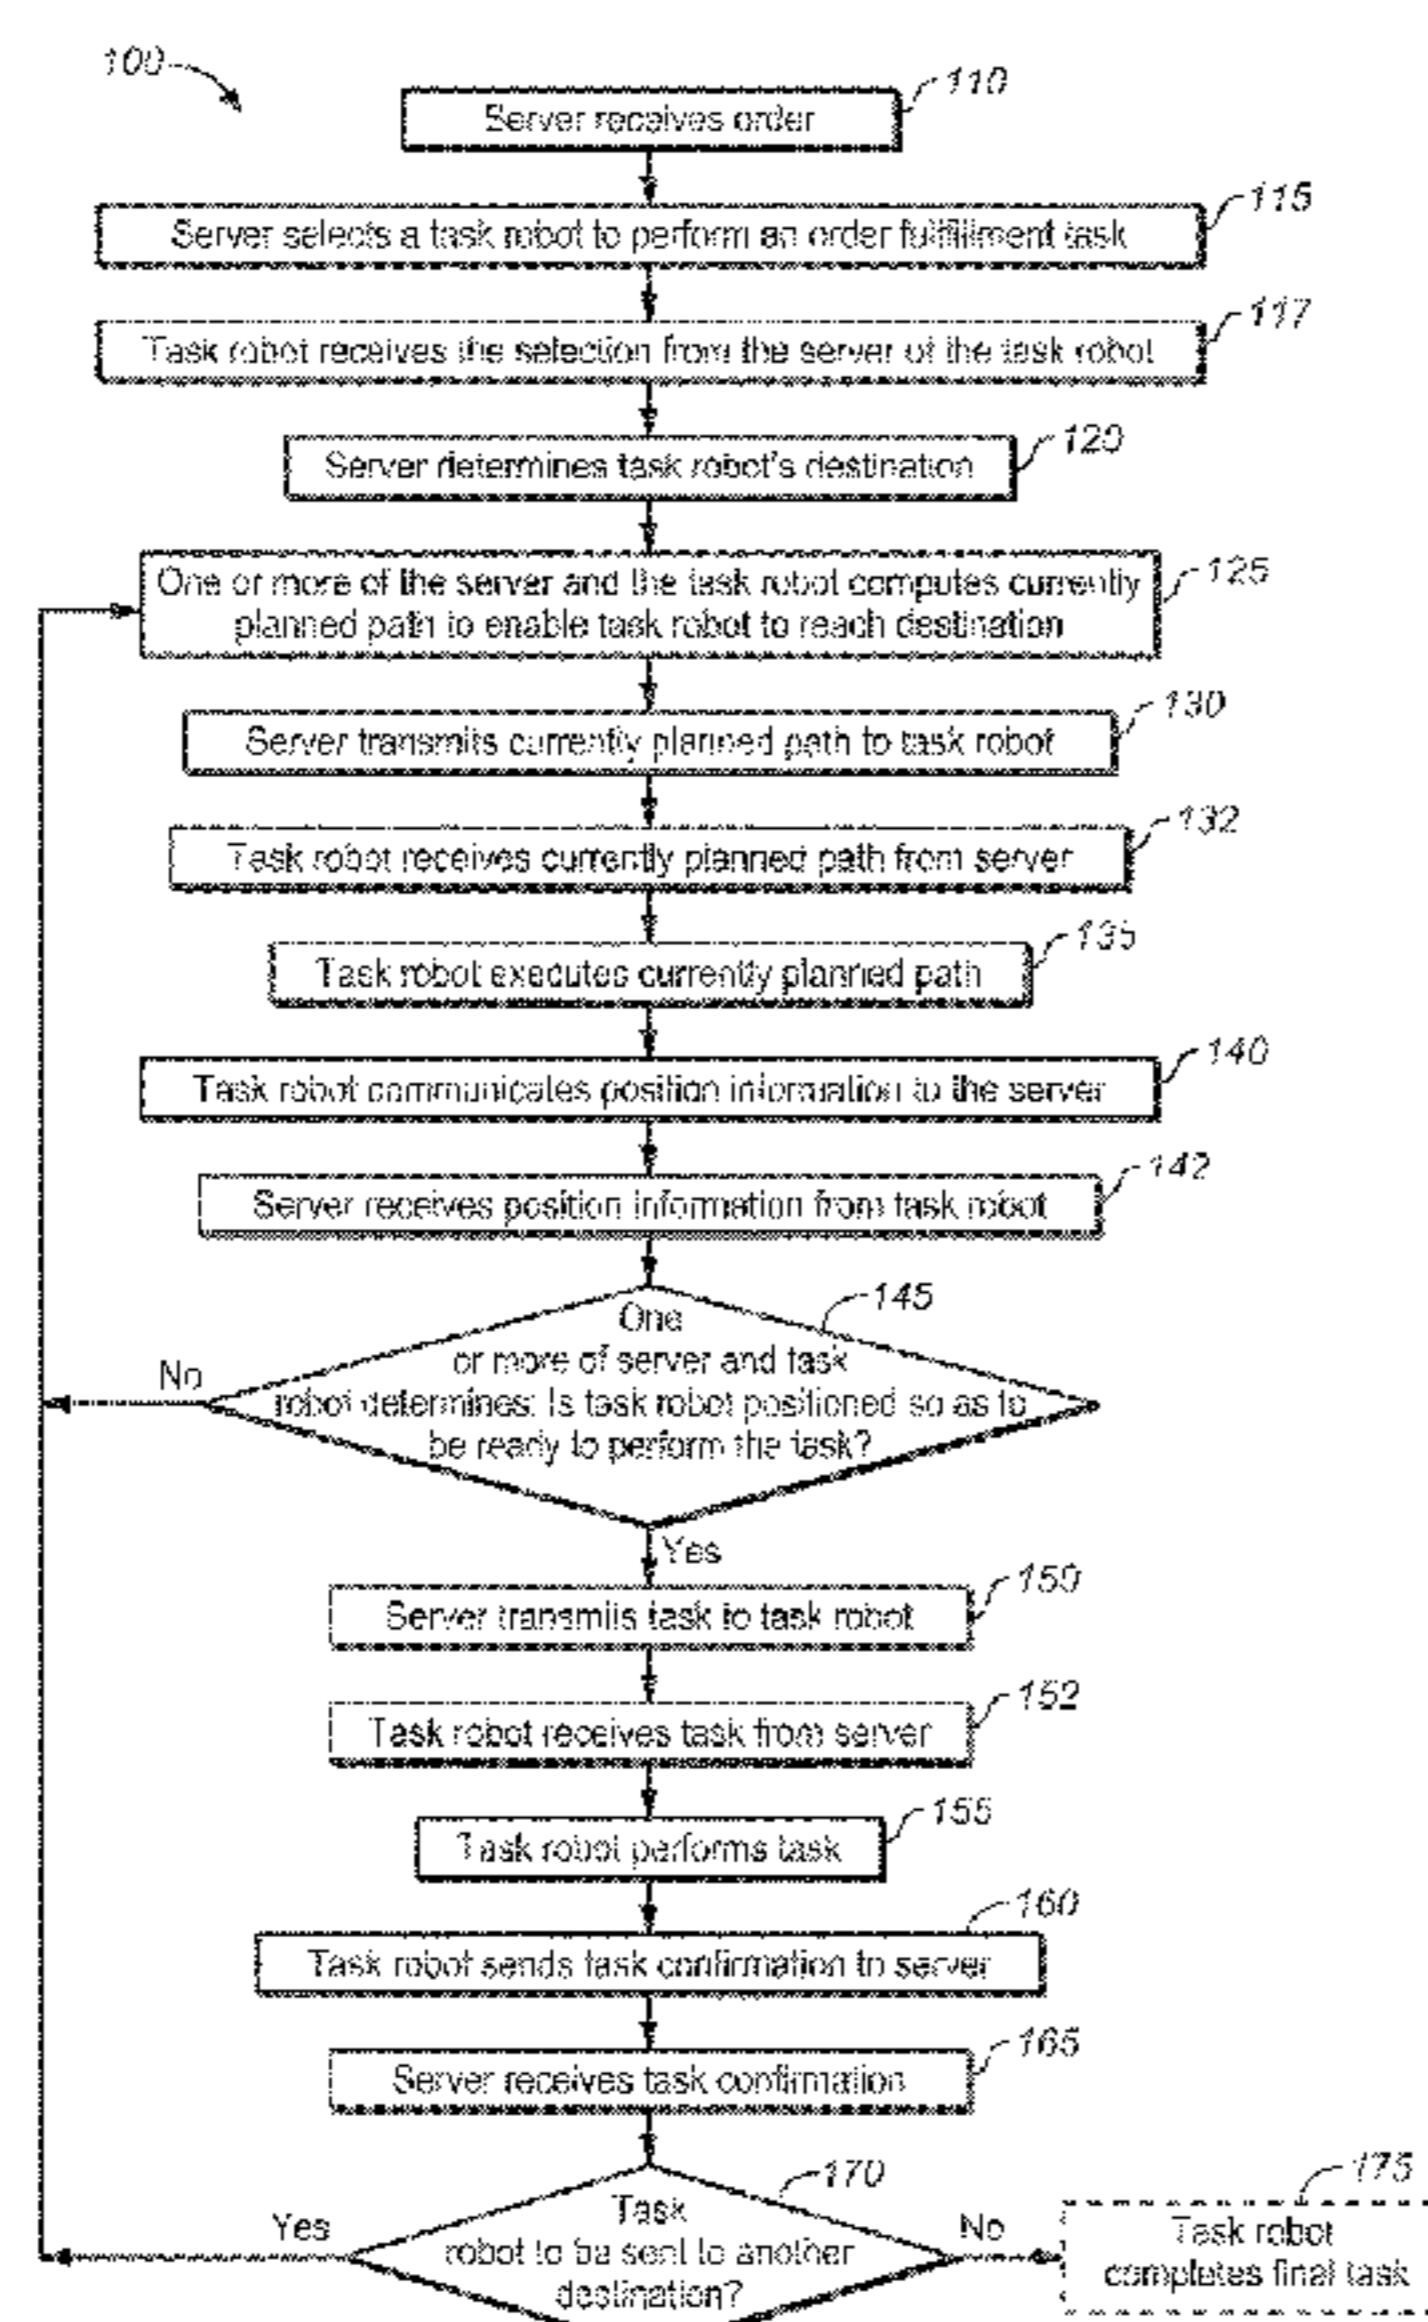 100
110
Server receives order
115
Server selects a task robot to perform an order fulfillment task
117
Task robot receives the selection from the server of the task robot
120
Server determines task robot's destination
125
One or more of the server and the task robot computes currently
planned path to enable task robot to reach destination
130
Server transmits currently planned path to task robot
132
Task robot receives currently planned path from server
135
Task robot executes currently planned path
140
Task robot communicates position information to the server
142
Server receives position information from task robot
145
One
or more of server and task
No
robot determines: Is task robot positioned so as to
be ready to perform the task?
Yes
150
Server transmits task to task robot
152
Task robot receives task from server
155
Task robot performs task
160
Task robot sends task confirmation to server
165
Server receives task confirmation
170
175
Task
Yes
robot to be sent to another
destination?
No
Task robot
completes final task